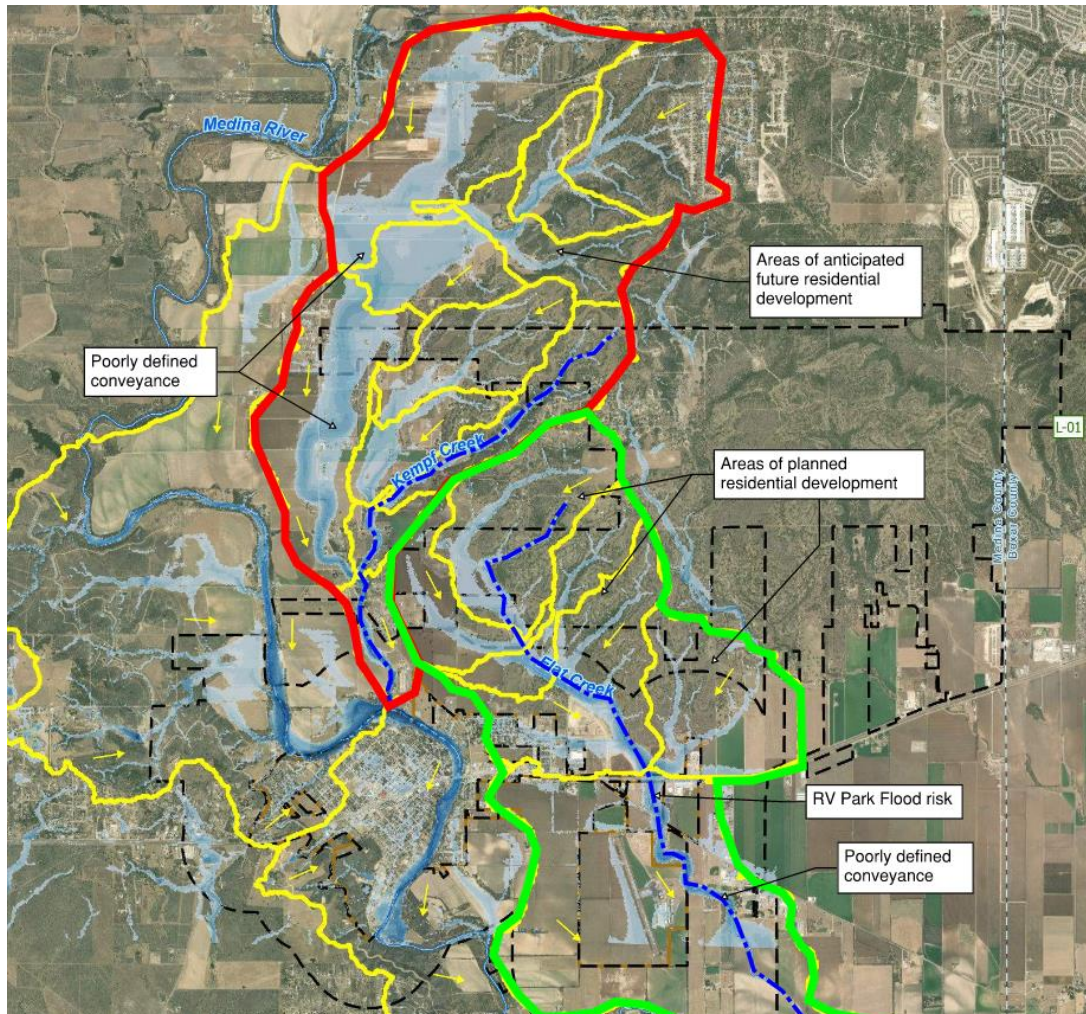 Medina River
Areas of anticipated
future residential
development
Poorly defined
conveyance
L-01
Kempf Creek
Areas of planned
residential development
Medina County
Bexar County
Flat Creek
RV Park Flood risk
Poorly defined
conveyance